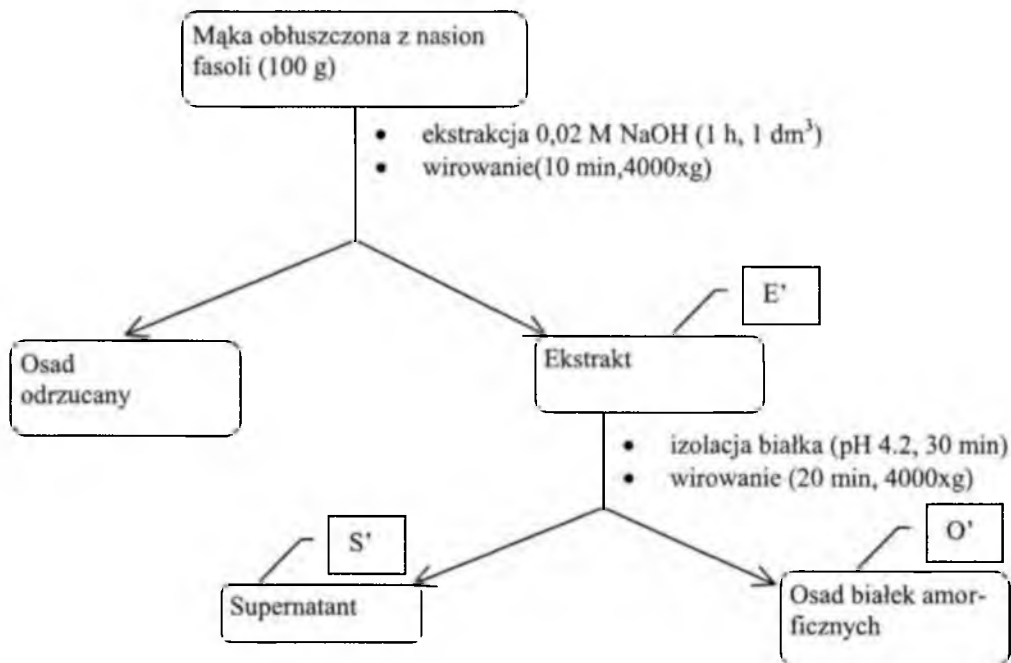 Mąka obłuszczona z nasion
fasoli (100 g)
• ekstrakcja 0,02 M NaOH (1 h, 1 dm³)
• wirowanie(10 min,4000xg)
E’
Osad
odrzucany
Ekstrakt
• izolacja białka (pH 4.2, 30 min)
• wirowanie (20 min, 4000xg)
S’
O’
Supernatant
Osad białek amor-
ficznych